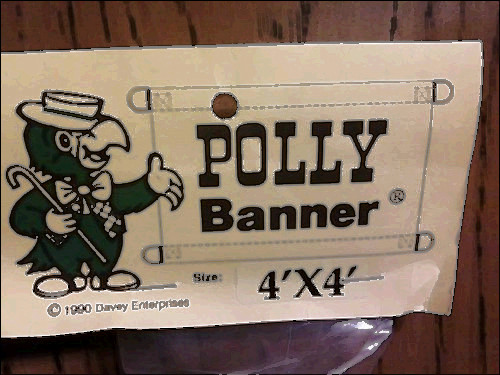 POLLY
Banner ®
Size: 4'X4'
© 1990 Davey Enterprises